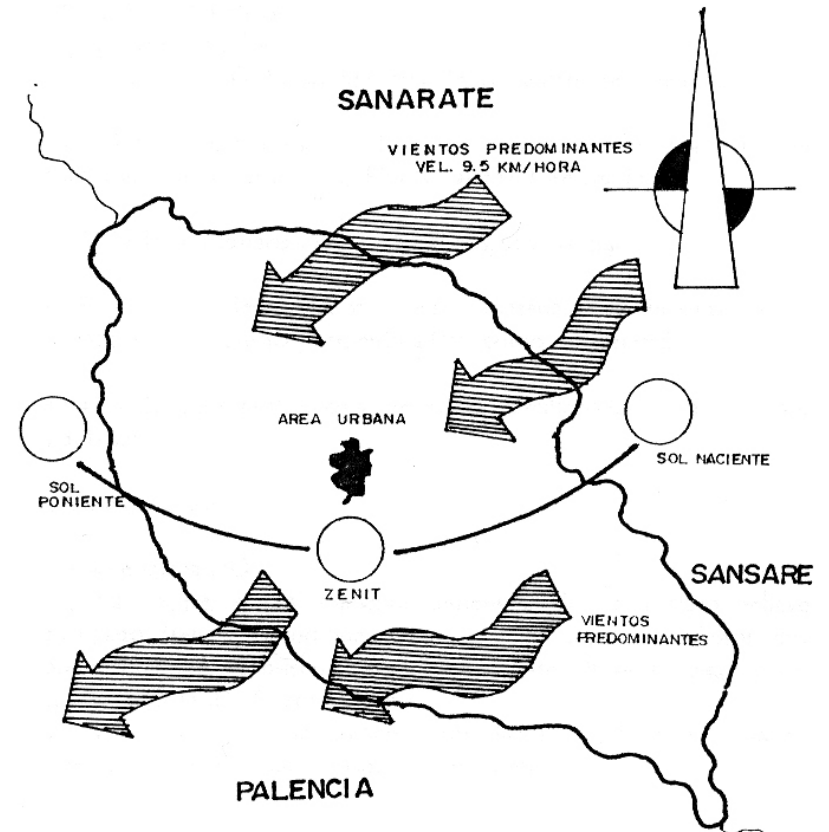 SANARATE
VIENTOS PREDOMINANTES
VEL. 9.5 KM/HORA
AREA URBANA
SOL NACIENTE
SOL
PONIENTE
ZENIT
SANSARE
VIENTOS
PREDOMINANTES
PALENCIA